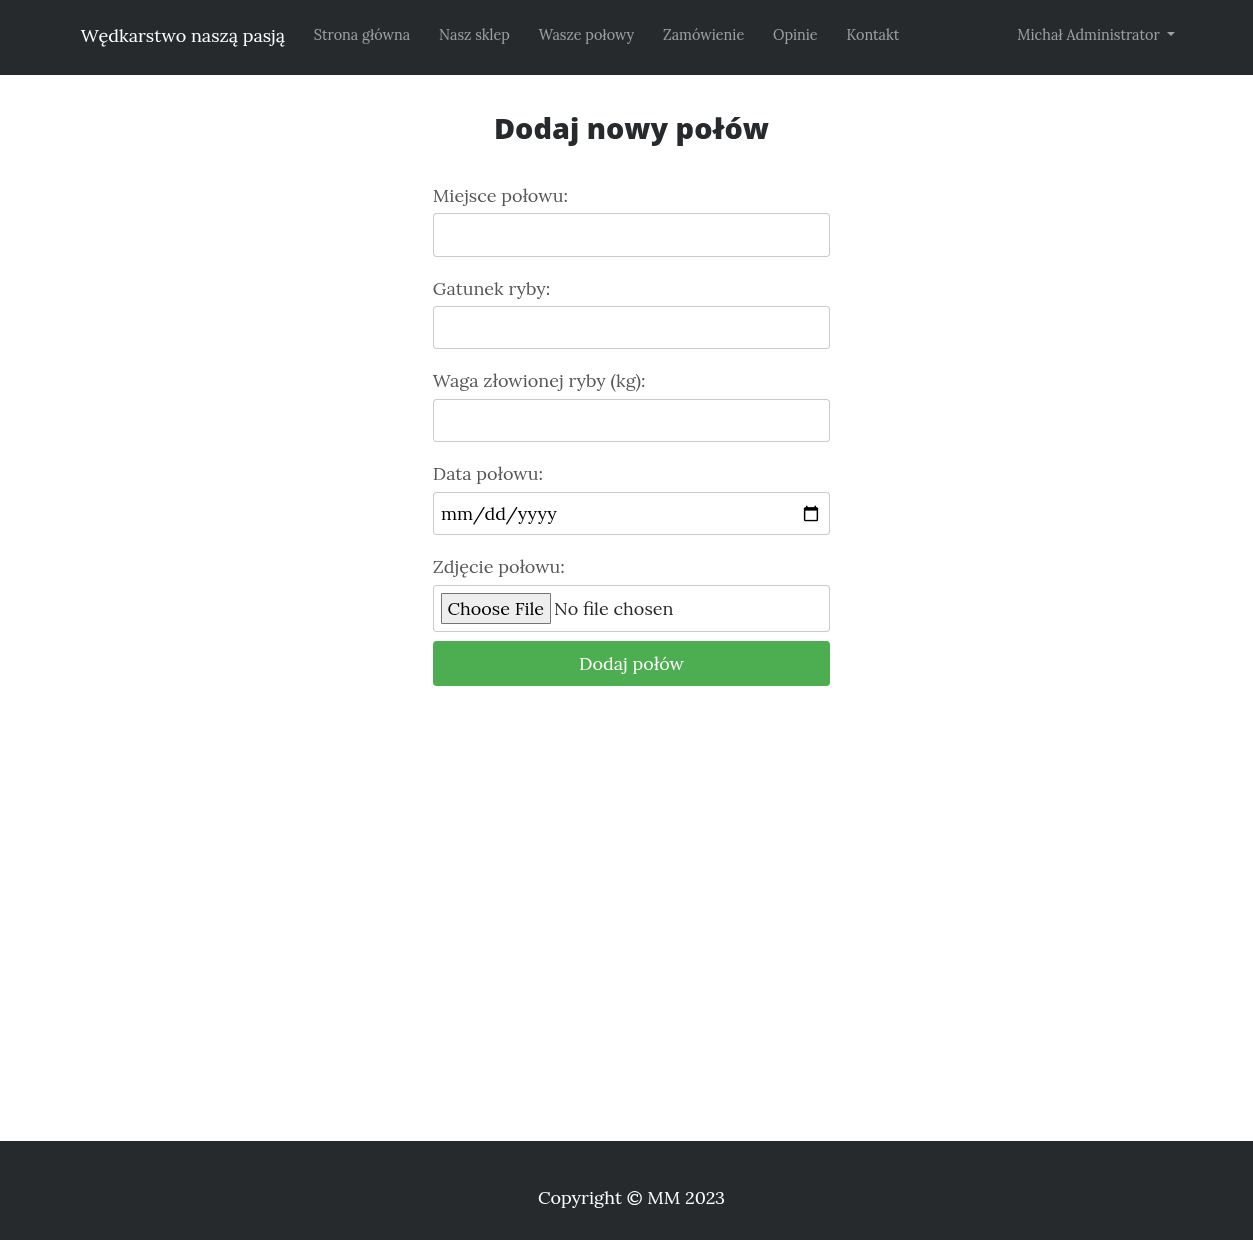 Wędkarstwo naszą pasją Strona główna Nasz sklep Wasze połowy Zamówienie Opinie Kontakt Michał Administrator
Dodaj nowy połów
Miejsce połowu:
Gatunek ryby:
Waga złowionej ryby (kg):
Data połowu:
mm/dd/yyyy
Zdjęcie połowu:
Choose File No file chosen
Dodaj połów
Copyright © MM 2023